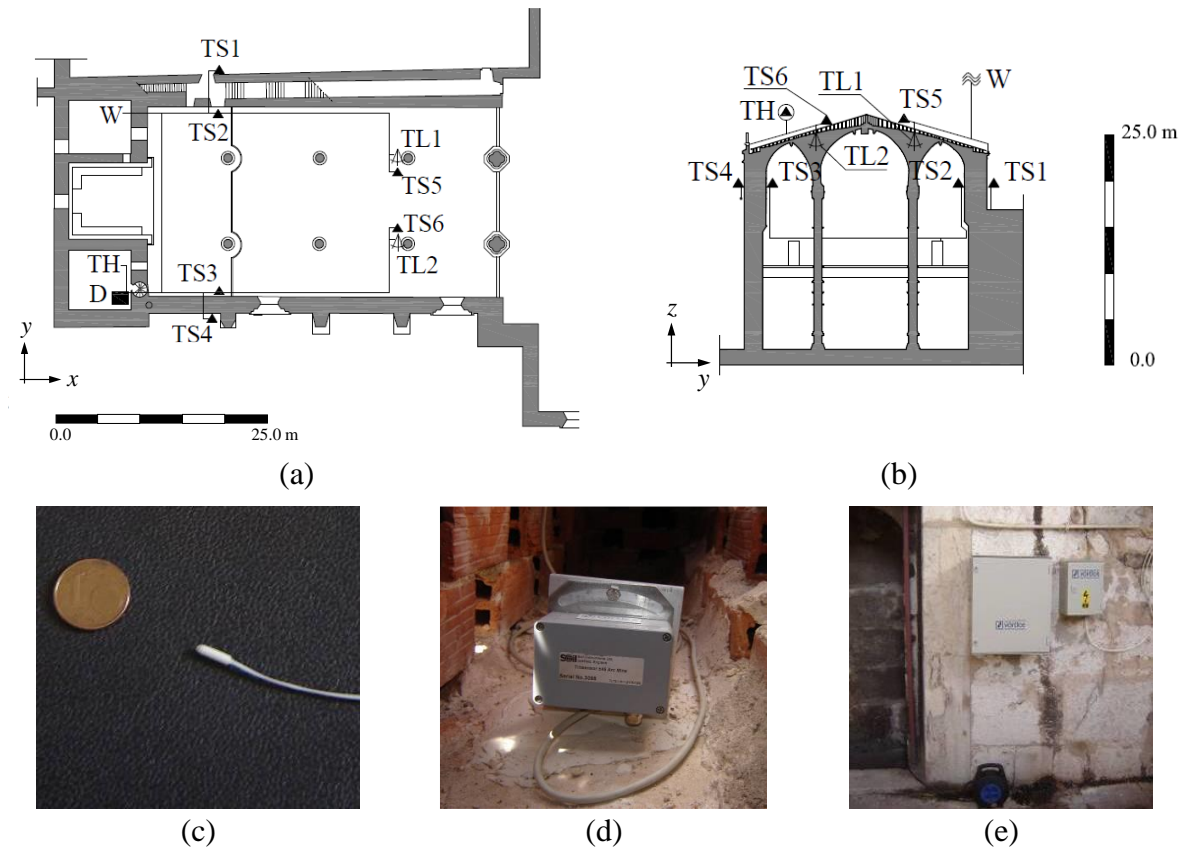 TS1
W
TS2
TL1
TS5
TS6
TL2
TS3
TH
D
TS4
y
x
0.0
25.0 m
(a)
TS6
TL1
TS5
W
TH
TL2
TS4
TS3
TS2
TS1
z
y
25.0 m
0.0
(b)
(c)
(d)
(e)